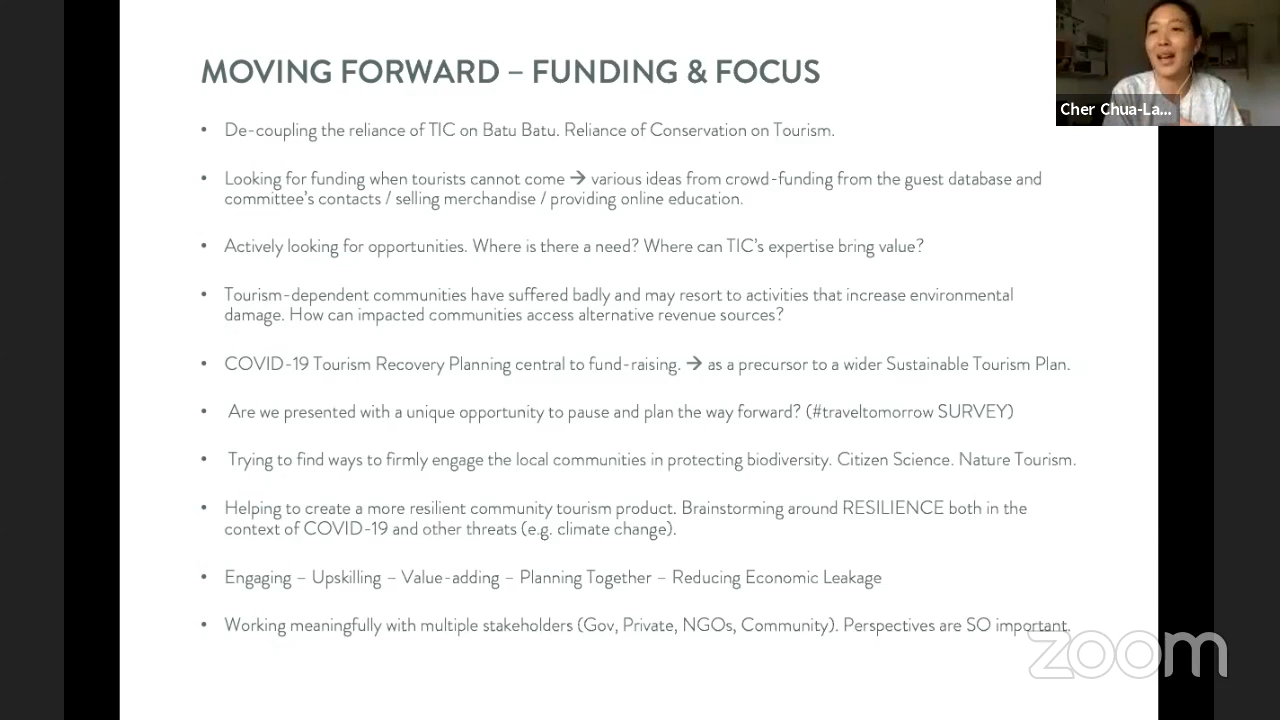 MOVING FORWARD – FUNDING & FOCUS
• De-coupling the reliance of TIC on Batu Batu. Reliance of Conservation on Tourism.
• Looking for funding when tourists cannot come → various ideas from crowd-funding from the guest database and
committee's contacts / selling merchandise / providing online education.
• Actively looking for opportunities. Where is there a need? Where can TIC's expertise bring value?
• Tourism-dependent communities have suffered badly and may resort to activities that increase environmental
damage. How can impacted communities access alternative revenue sources?
• COVID-19 Tourism Recovery Planning central to fund-raising. → as a precursor to a wider Sustainable Tourism Plan.
• Are we presented with a unique opportunity to pause and plan the way forward? (#traveltomorrow SURVEY)
• Trying to find ways to firmly engage the local communities in protecting biodiversity. Citizen Science. Nature Tourism.
• Helping to create a more resilient community tourism product. Brainstorming around RESILIENCE both in the
context of COVID-19 and other threats (e.g. climate change).
• Engaging – Upskilling – Value-adding – Planning Together – Reducing Economic Leakage
• Working meaningfully with multiple stakeholders (Gov, Private, NGOs, Community). Perspectives are SO important.
Cher Chua-La...
zoom